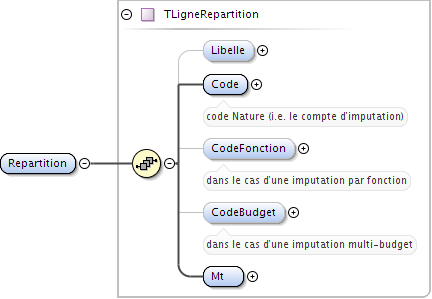 TLigneRepartition
Libelle
Code
code Nature (i.e. le compte d'imputation)
Repartition
CodeFonction
dans le cas d'une imputation par fonction
CodeBudget
dans le cas d'une imputation multi-budget
Mt